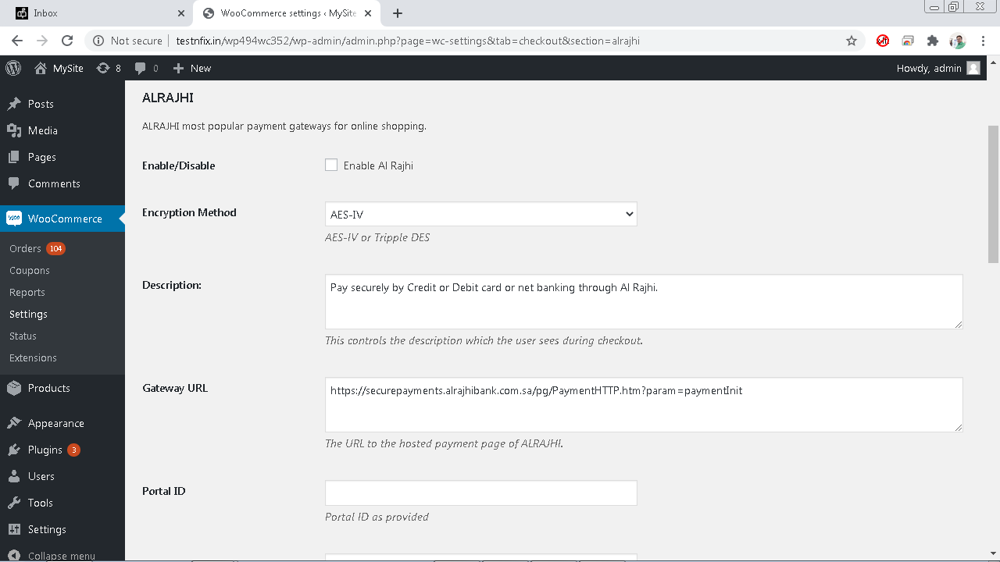 Inbox
WooCommerce settings ‹ MySite
Not secure | testnfix.in/wp494wc352/wp-admin/admin.php?page=wc-settings&tab=checkout&section=alrajhi
MySite 8 0 New Howdy, admin
Posts
Media
Pages
Comments
WooCommerce
Orders 104
Coupons
Reports
Settings
Status
Extensions
Products
Appearance
Plugins 3
Users
Tools
Settings
Collapse menu
ALRAJHI
ALRAJHI most popular payment gateways for online shopping.
Enable/Disable Enable Al Rajhi
Encryption Method AES-IV
AES-IV or Tripple DES
Description: Pay securely by Credit or Debit card or net banking through Al Rajhi.
This controls the description which the user sees during checkout.
Gateway URL https://securepayments.alrajhibank.com.sa/pg/PaymentHTTP.htm?param=paymentInit
The URL to the hosted payment page of ALRAJHI.
Portal ID
Portal ID as provided